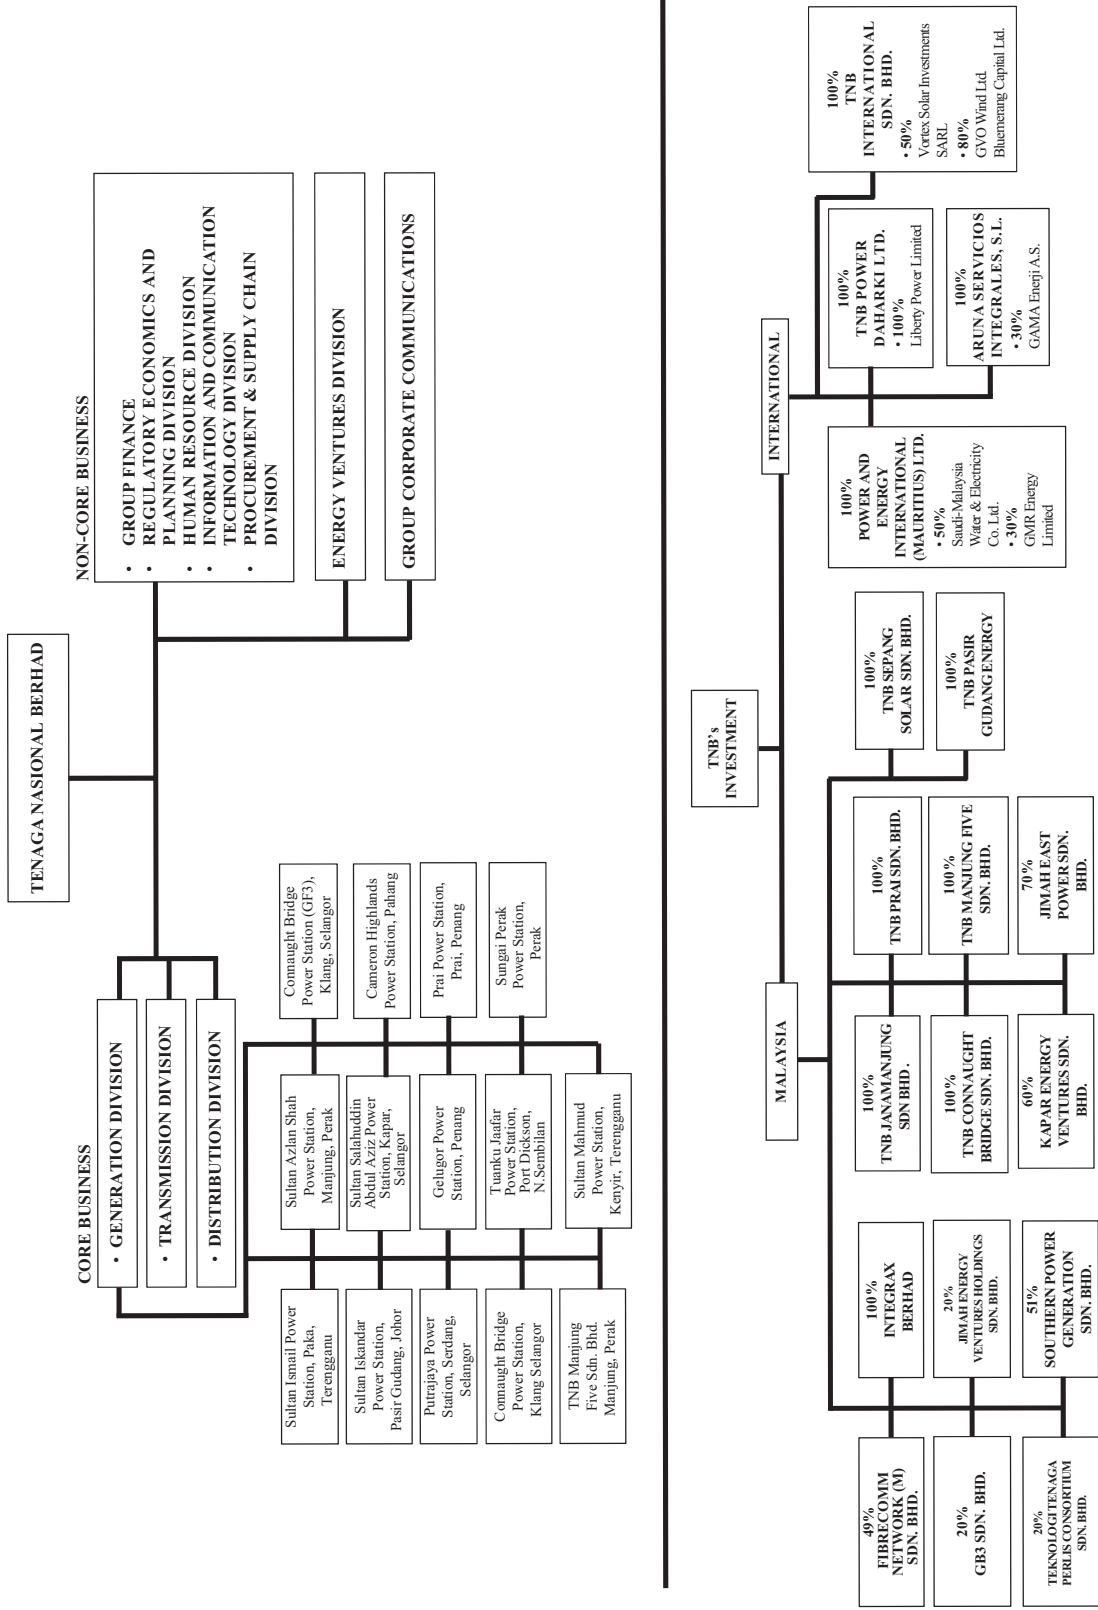 TENAGA NASIONAL BERHAD
CORE BUSINESS
• GENERATION DIVISION
• TRANSMISSION DIVISION
• DISTRIBUTION DIVISION
NON-CORE BUSINESS
• GROUP FINANCE
• REGULATORY ECONOMICS AND
PLANNING DIVISION
• HUMAN RESOURCE DIVISION
• INFORMATION AND COMMUNICATION
TECHNOLOGY DIVISION
• PROCUREMENT & SUPPLY CHAIN
DIVISION
ENERGY VENTURES DIVISION
GROUP CORPORATE COMMUNICATIONS
Sultan Ismail Power
Station, Paka,
Terengganu
Sultan Azlan Shah
Power Station,
Manjung, Perak
Connaught Bridge
Power Station (GF3),
Klang, Selangor
Sultan Iskandar
Power Station,
Pasir Gudang, Johor
Sultan Salahuddin
Abdul Aziz Power
Station, Kapar,
Selangor
Cameron Highlands
Power Station, Pahang
Putrajaya Power
Station, Serdang,
Selangor
Gelugor Power
Station, Penang
Prai Power Station,
Prai, Penang
Connaught Bridge
Power Station,
Klang Selangor
Tuanku Jaafar
Power Station,
Port Dickson,
N.Sembilan
Sungai Perak
Power Station,
Perak
TNB Manjung
Five Sdn. Bhd.
Manjung, Perak
Sultan Mahmud
Power Station,
Kenyir, Terengganu
TNB's
INVESTMENT
MALAYSIA
INTERNATIONAL
49%
FIBRECOMM
NETWORK (M)
SDN. BHD.
100%
INTEGRAX
BERHAD
20%
GB3 SDN. BHD.
20%
JIMAH ENERGY
VENTURES HOLDINGS
SDN. BHD.
20%
TEKNOLOGI TENAGA
PERLIS CONSORTIUM
SDN. BHD.
51%
SOUTHERN POWER
GENERATION
SDN. BHD.
100%
TNB JANAMANJUNG
SDN BHD .
100%
TNB PRAI SDN. BHD.
100%
TNB CONNAUGHT
BRIDGE SDN. BHD.
100%
TNB MANJUNG FIVE
SDN. BHD.
60%
KAPAR ENERGY
VENTURES SDN.
BHD.
70%
JIMAH EAST
POWER SDN.
BHD.
100%
TNB SEPANG
SOLAR SDN. BHD.
100%
TNB PASIR
GUDANG ENERGY
100%
POWER AND
ENERGY
INTERNATIONAL
(MAURITIUS) LTD.
• 50%
Saudi-Malaysia
Water & Electricity
Co. Ltd.
• 30%
GMR Energy
Limited
100%
TNB POWER
DAHARKI LTD.
• 100%
Liberty Power Limited
100%
ARUNA SERVICIOS
INTEGRALES, S.L.
• 30%
GAMA Enerji A.S.
100%
TNB
INTERNATIONAL
SDN. BHD.
• 50%
Vortex Solar Investments
SARL
• 80%
GVO Wind Ltd.
Bluemerang Capital Ltd.